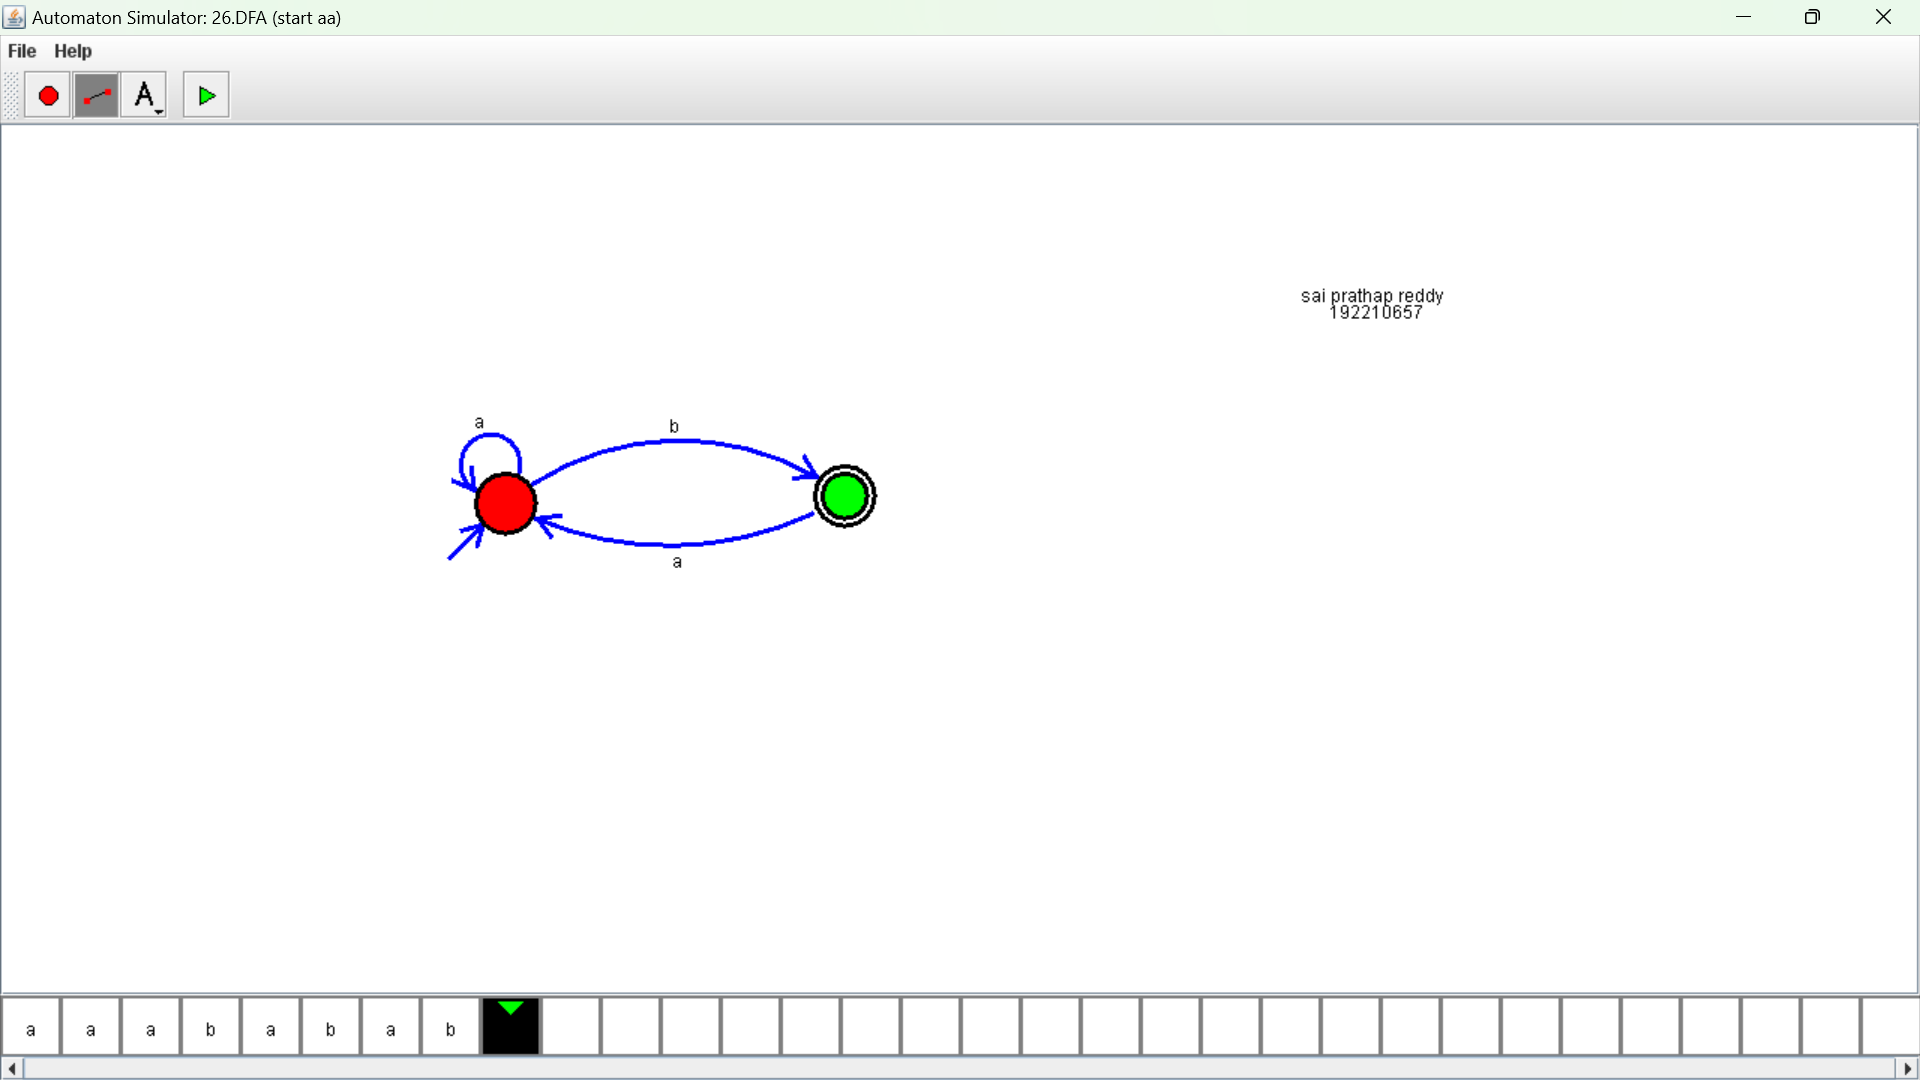 Automaton Simulator: 26.DFA (start aa)
File Help
A
sai prathap reddy
192210657
a
b
a
a a a b a b a b